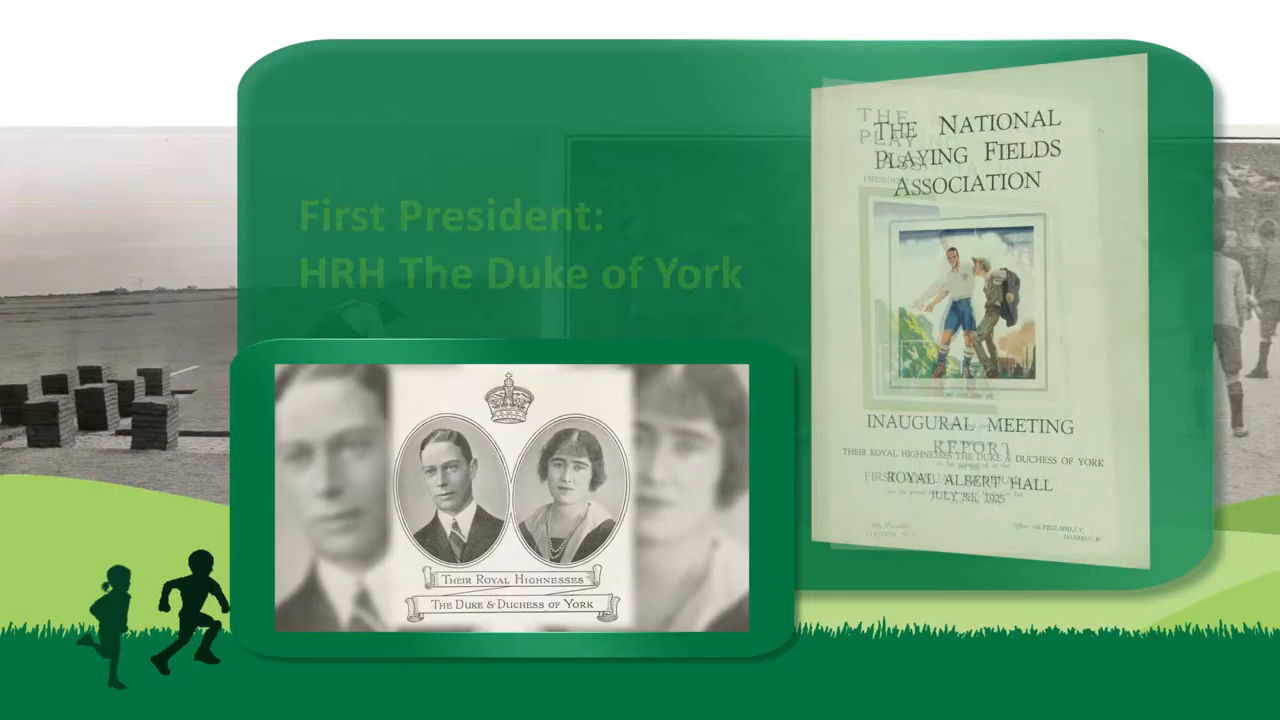 First President:
HRH The Duke of York
THE NATIONAL
PLAYING FIELDS
ASSOCIATION
INAUGURAL MEETING
REPORT
THEIR ROYAL HIGHNESSES THE DUKE & DUCHESS OF YORK
ROYAL ALBERT HALL
JULY 8th, 1925
THEIR ROYAL HIGHNESSES
THE DUKE & DUCHESS OF YORK